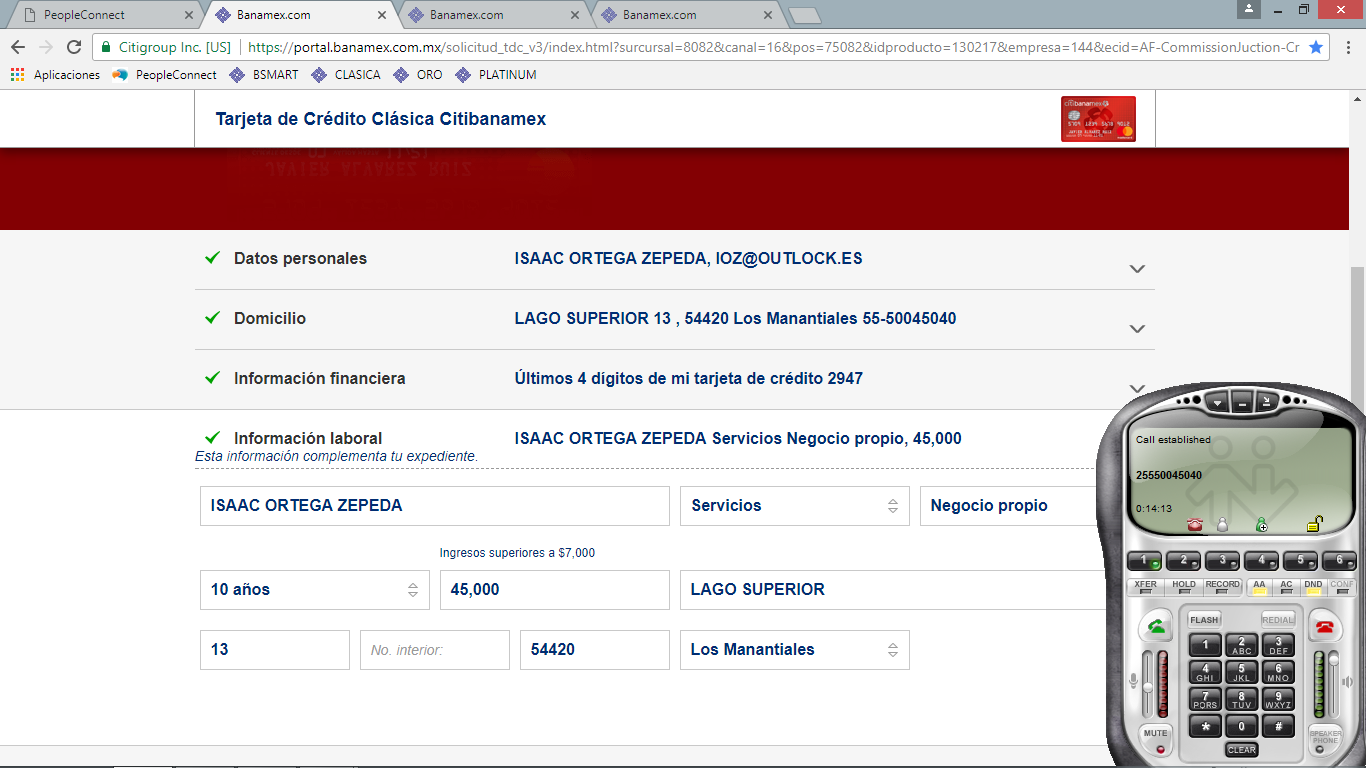 PeopleConnect
Banamex.com
Banamex.com
Banamex.com
Citigroup Inc. [US]
https://portal.banamex.com.mx/solicitud_tdc_v3/index.html?sursursal=8082&canal=16&pos=75082&idproducto=130217&empresa=144&ecid=AF-CommissionJuction-Cr
Aplicaciones PeopleConnect BSMART CLASICA ORO PLATINUM
Tarjeta de Crédito Clásica Citibanamex
citibanamex
JAVIER ALVAREZ RUIZ
Datos personales ISAAC ORTEGA ZEPEDA, IOZ@OUTLOCK.ES
Domicilio LAGO SUPERIOR 13 , 54420 Los Manantiales 55-50045040
Información financiera Últimos 4 dígitos de mi tarjeta de crédito 2947
Información laboral ISAAC ORTEGA ZEPEDA Servicios Negocio propio, 45,000
Esta información complementa tu expediente.
ISAAC ORTEGA ZEPEDA Servicios Negocio propio
Ingresos superiores a $7,000
10 años 45,000 LAGO SUPERIOR
13 No. interior: 54420 Los Manantiales
Call established
25550045040
0:14:13
1 2 3 4 5 6
XFER HOLD RECORD AA AC DND CONF
FLASH REDIAL
1 2 ABC 3 DEF
4 GHI 5 JKL 6 MNO
7 PQRS 8 TUV 9 WXYZ
* 0 #
MUTE CLEAR SPEAKER PHONE